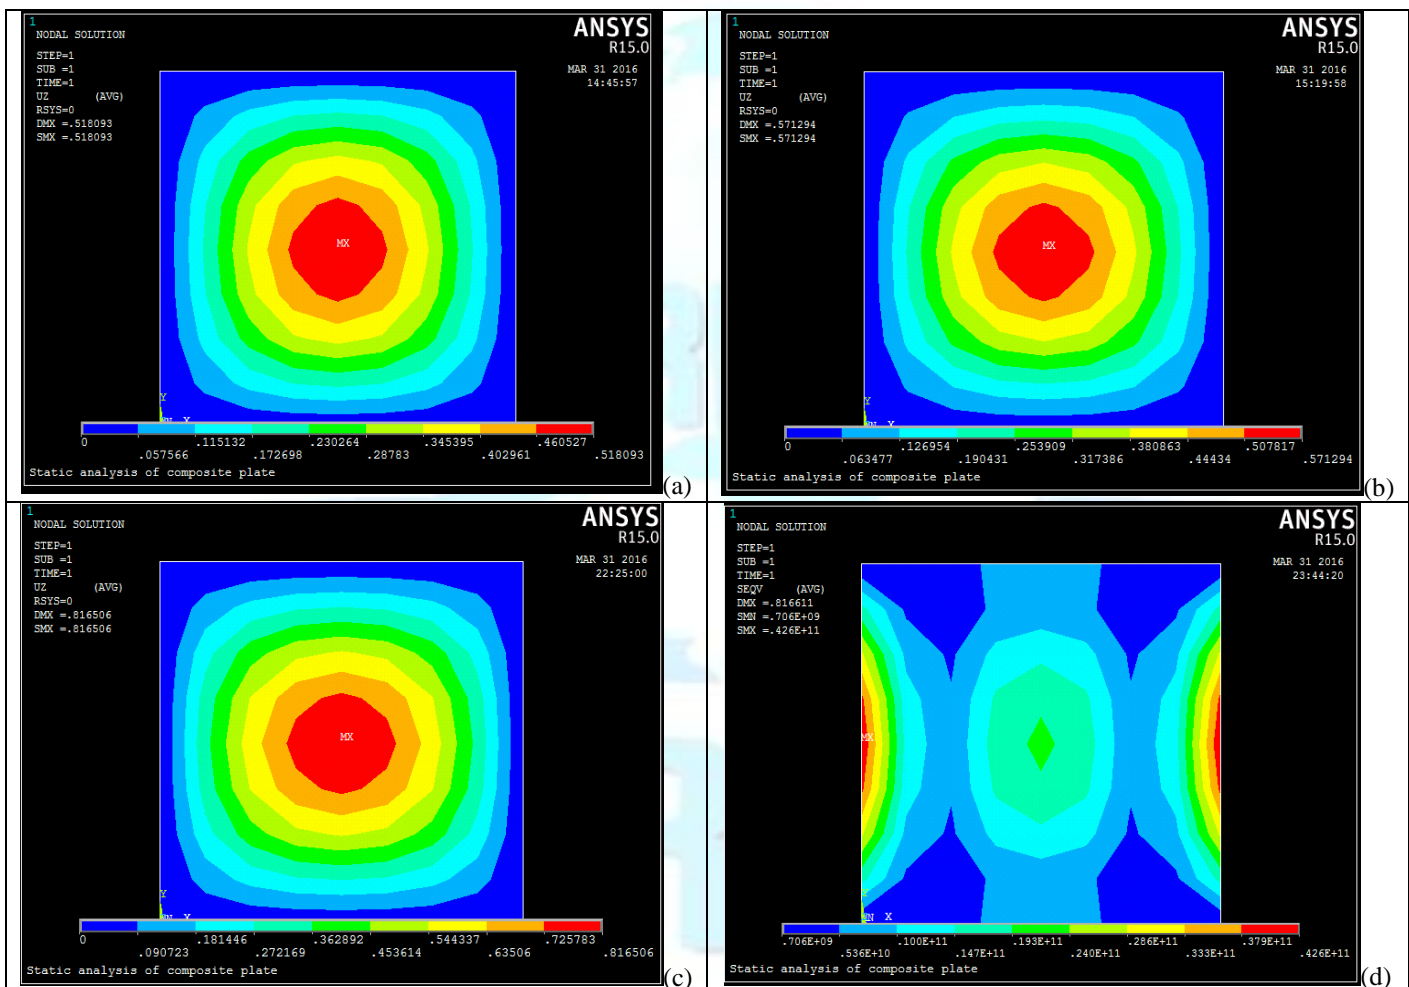 1
NODAL SOLUTION
STEP=1
SUB =1
TIME=1
UZ (AVG)
RSYS=0
DMX =.518093
SMX =.518093
ANSYS
R15.0
MAR 31 2016
14:45:57
MX
Y
X
0 .115132 .230264 .345395 .460527
.057566 .172698 .28783 .402961 .518093
Static analysis of composite plate
(a)
1
NODAL SOLUTION
STEP=1
SUB =1
TIME=1
UZ (AVG)
RSYS=0
DMX =.571294
SMX =.571294
ANSYS
R15.0
MAR 31 2016
15:19:58
MX
Y
X
0 .126954 .253909 .380863 .507817
.063477 .190431 .317386 .44434 .571294
Static analysis of composite plate
(b)
1
NODAL SOLUTION
STEP=1
SUB =1
TIME=1
UZ (AVG)
RSYS=0
DMX =.816506
SMX =.816506
ANSYS
R15.0
MAR 31 2016
22:25:00
MX
Y
X
0 .181446 .362892 .544337 .725783
.090723 .272169 .453614 .63506 .816506
Static analysis of composite plate
(c)
1
NODAL SOLUTION
STEP=1
SUB =1
TIME=1
SEQV (AVG)
DMX =.816611
SMN =.706E+09
SMX =.426E+11
ANSYS
R15.0
MAR 31 2016
23:44:20
MX
X
.706E+09 .100E+11 .193E+11 .286E+11 .379E+11
.536E+10 .147E+11 .240E+11 .333E+11 .426E+11
Static analysis of composite plate
(d)